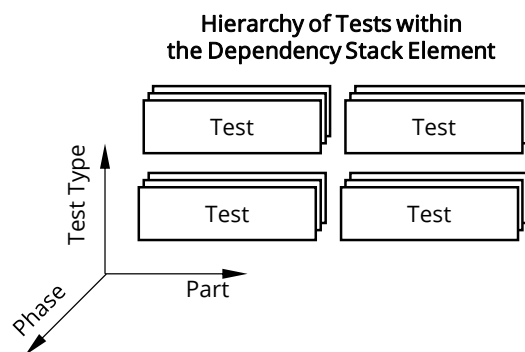 Hierarchy of Tests within
the Dependency Stack Element
Test
Test
Test Type
Test
Test
Part
Phase